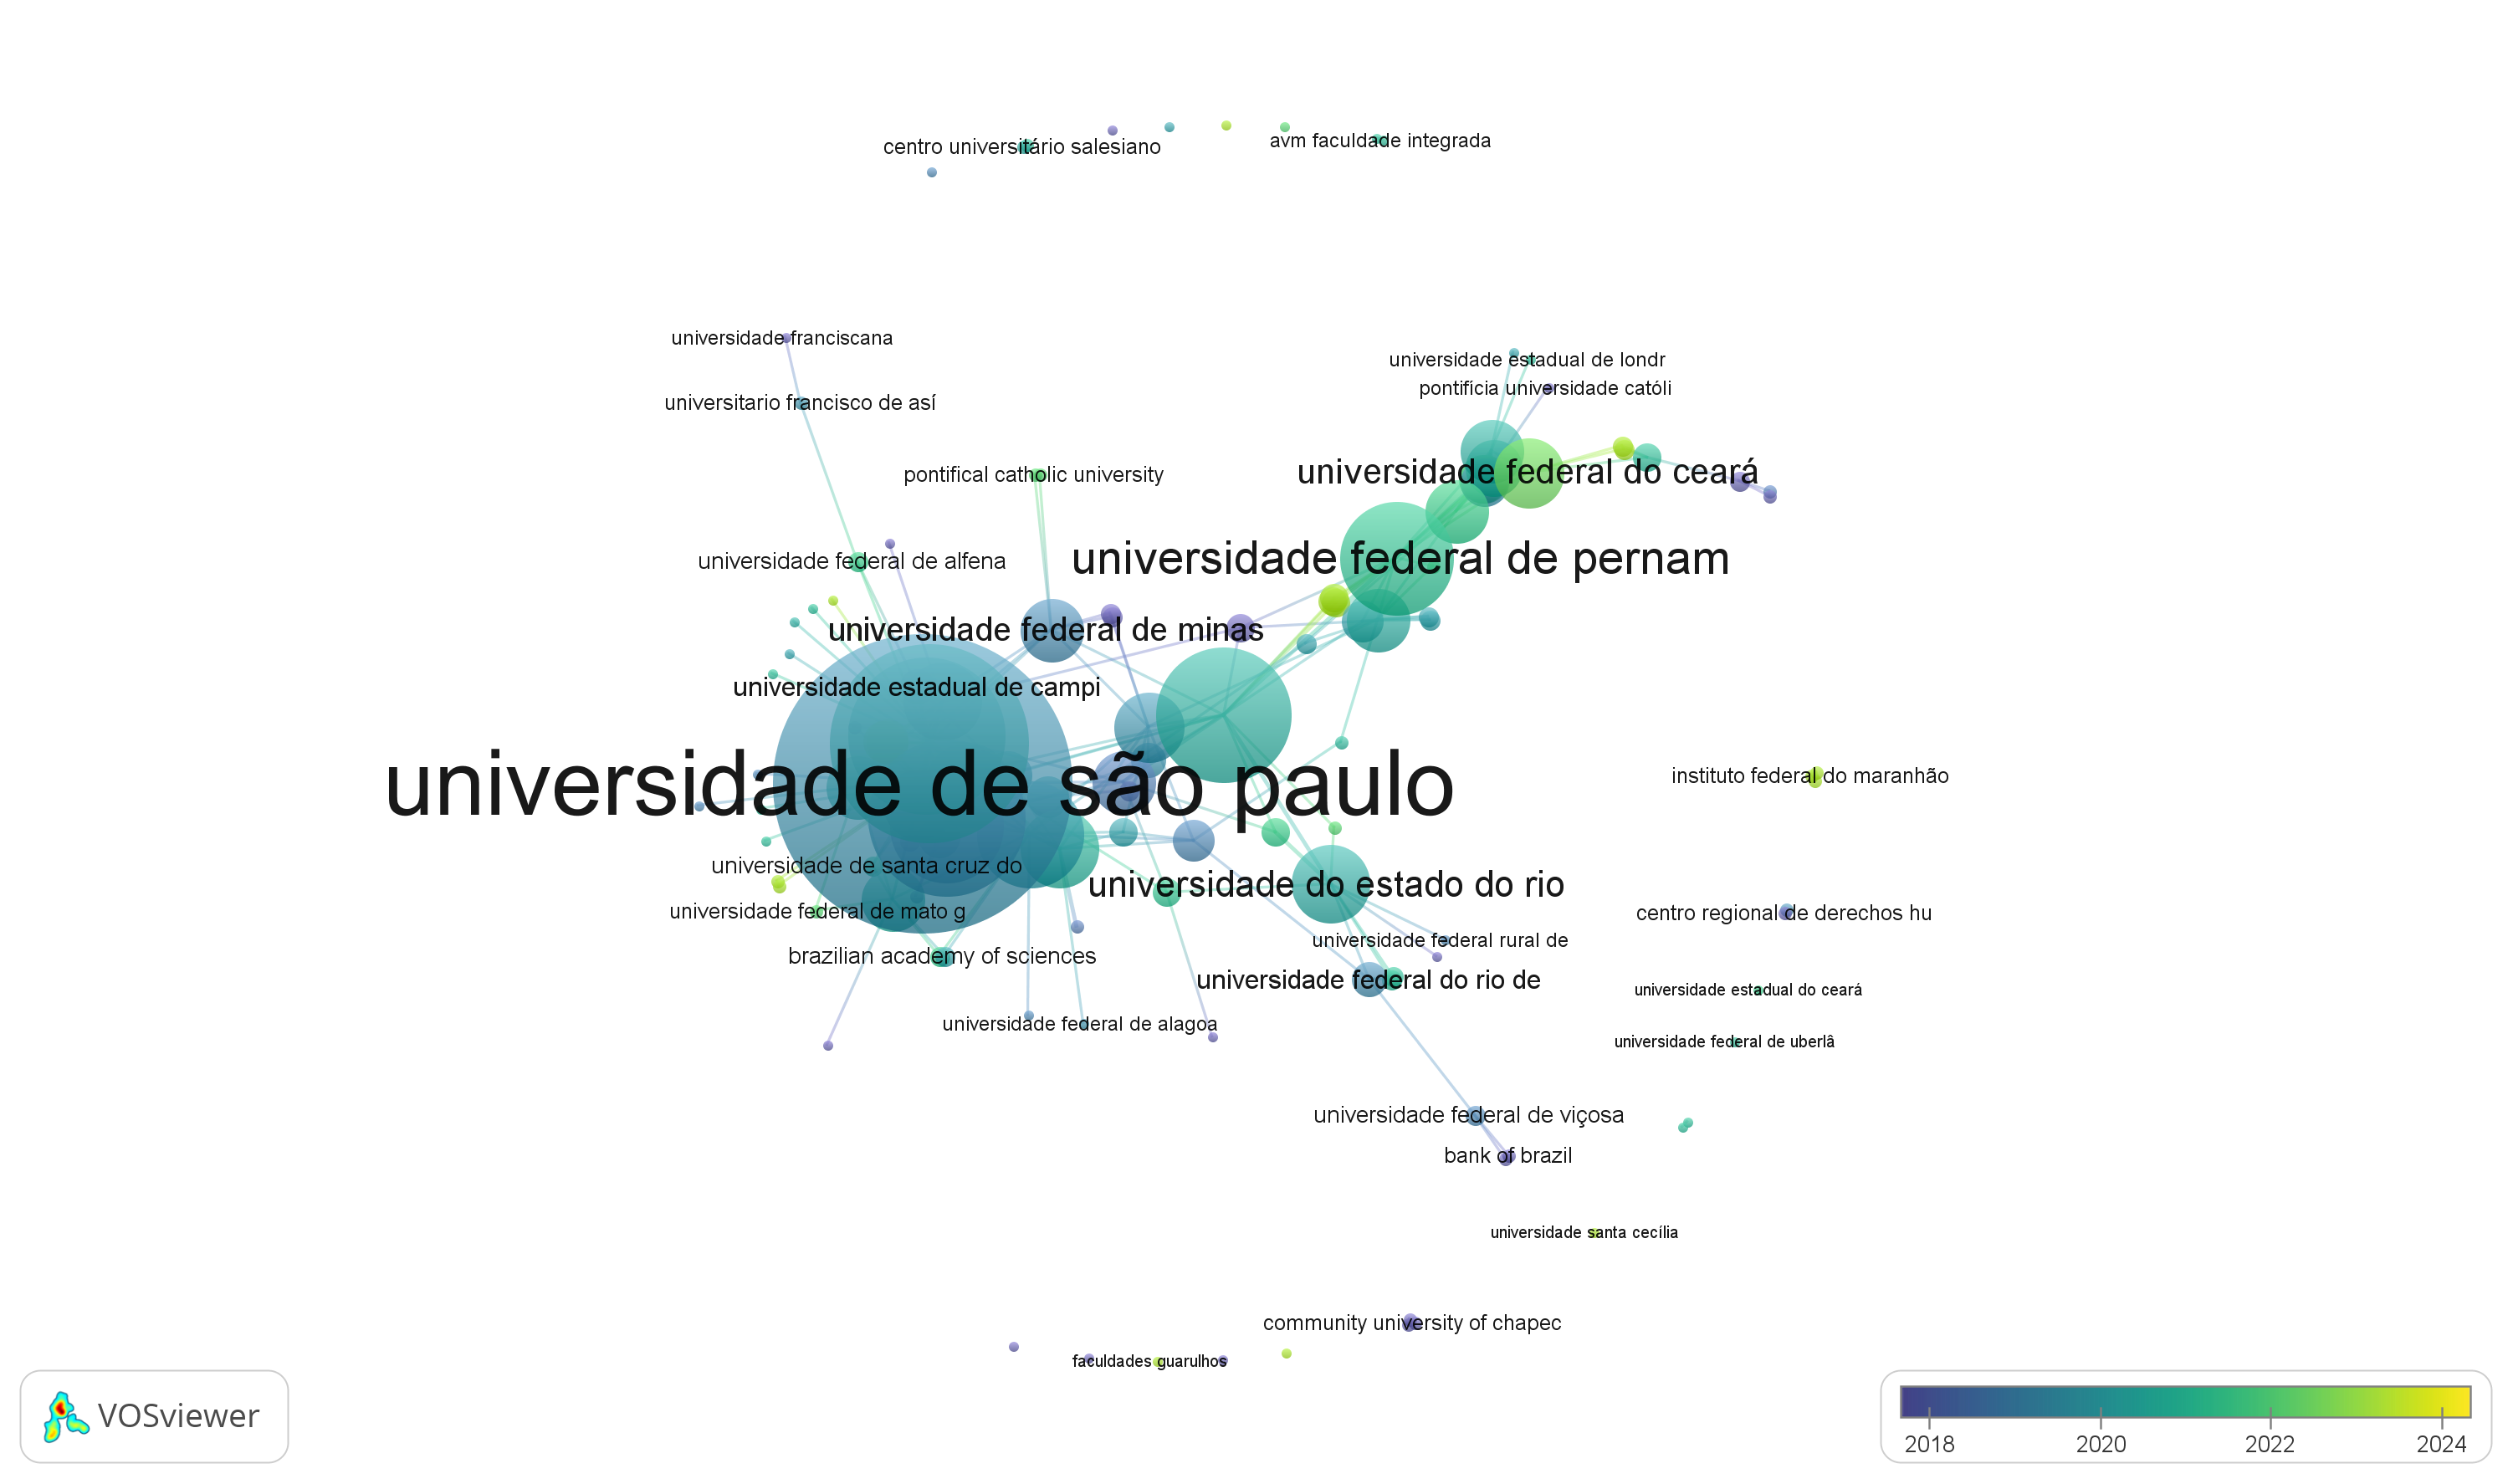 centro universitário salesiano
avm faculdade integrada
universidade franciscana
universidade estadual de londr
pontifícia universidade católi
universitario francisco de así
universidade federal do ceará
pontifical catholic university
universidade federal de pernam
universidade federal de alfena
universidade federal de minas
universidade estadual de campi
universidade de são paulo
instituto federal do maranhão
universidade de santa cruz do
universidade do estado do rio
universidade federal de mato g
centro regional de derechos hu
universidade federal rural de
brazilian academy of sciences
universidade federal do rio de
universidade estadual do ceará
universidade federal de alagoa
universidade federal de uberlâ
universidade federal de viçosa
bank of brazil
universidade santa cecília
community university of chapec
faculdades guarulhos
VOSviewer
2018 2020 2022 2024